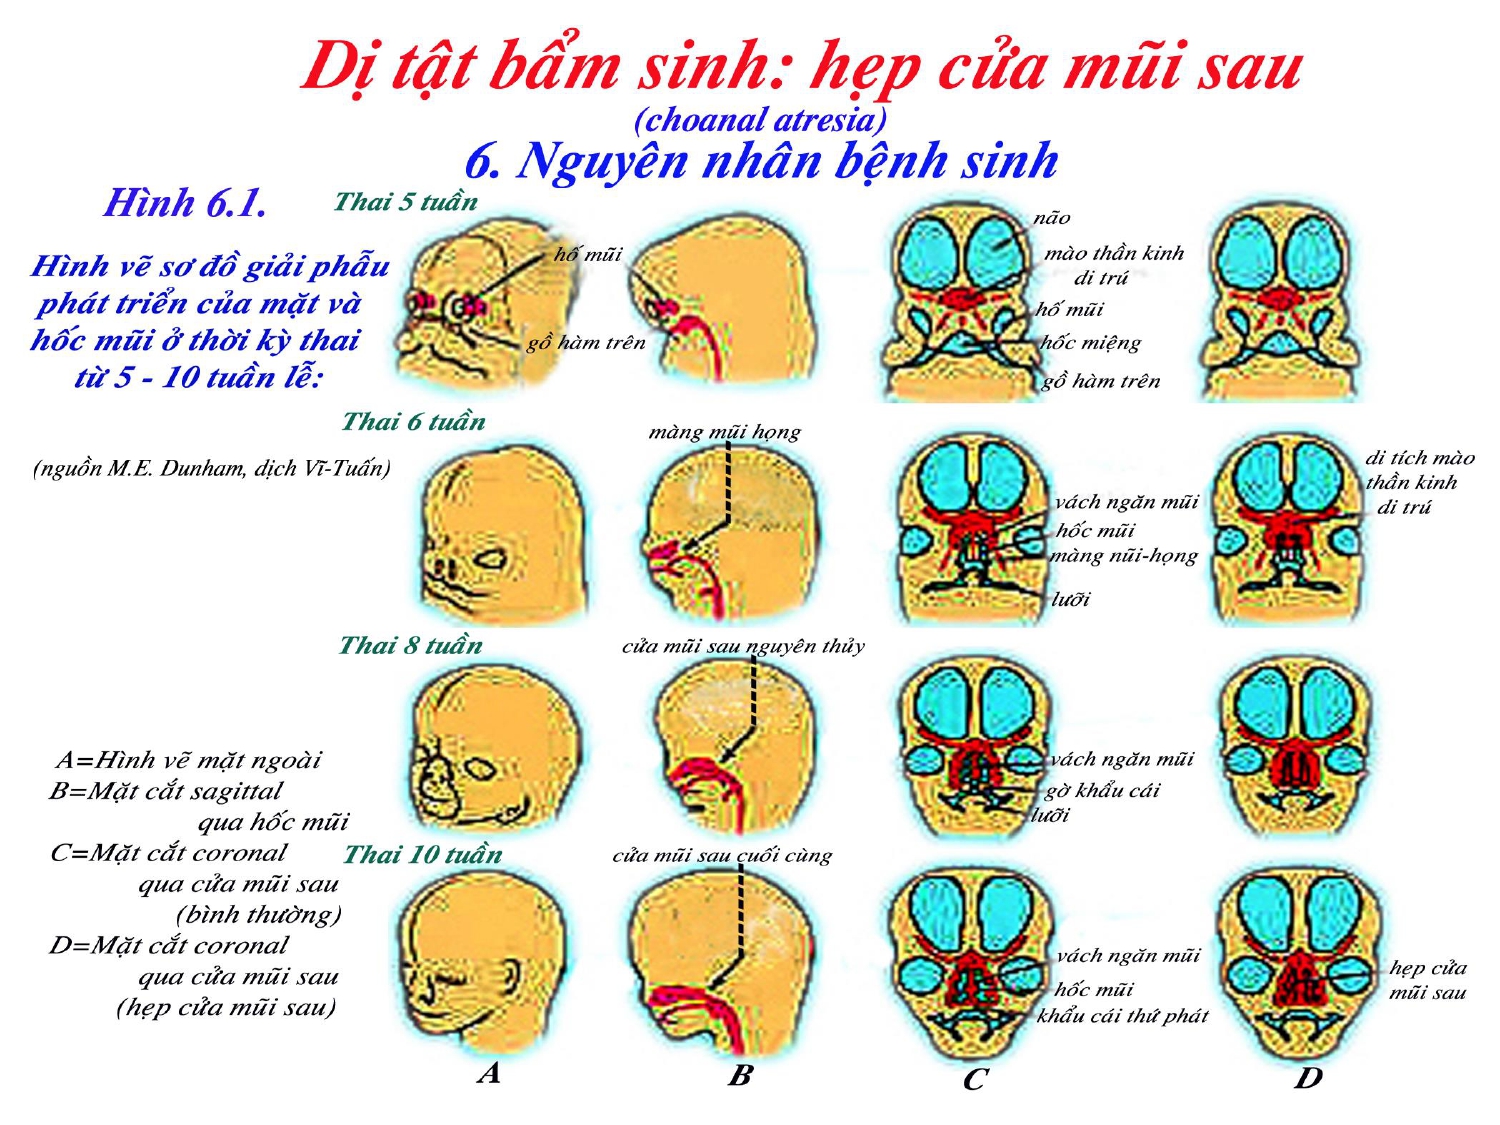 Dị tật bẩm sinh: hẹp cửa mũi sau
(choanal atresia)
6. Nguyên nhân bệnh sinh
Hình 6.1.
Hình vẽ sơ đồ giải phẫu
phát triển của mặt và
hốc mũi ở thời kỳ thai
từ 5 - 10 tuần lễ:
(nguồn M.E. Dunham, dịch Vĩ-Tuấn)
Thai 5 tuần
hố mũi
gồ hàm trên
não
mào thần kinh
di trú
hố mũi
hốc miệng
gồ hàm trên
Thai 6 tuần
màng mũi họng
vách ngăn mũi
hốc mũi
màng nũi-họng
lưỡi
di tích mào
thần kinh
di trú
Thai 8 tuần
cửa mũi sau nguyên thủy
vách ngăn mũi
gờ khẩu cái
lưỡi
Thai 10 tuần
cửa mũi sau cuối cùng
vách ngăn mũi
hốc mũi
khẩu cái thứ phát
hẹp cửa
mũi sau
A=Hình vẽ mặt ngoài
B=Mặt cắt sagittal
qua hốc mũi
C=Mặt cắt coronal
qua cửa mũi sau
(bình thường)
D=Mặt cắt coronal
qua cửa mũi sau
(hẹp cửa mũi sau)
A
B
C
D